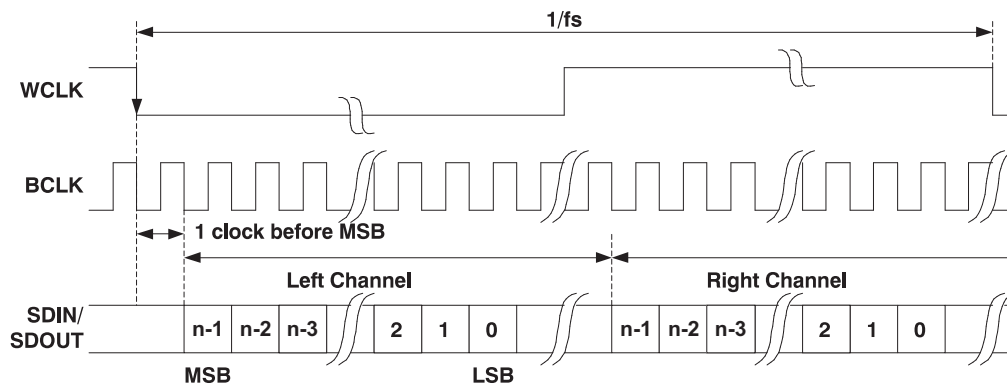 1/fs
WCLK
BCLK
1 clock before MSB
Left Channel
Right Channel
SDIN/
SDOUT
n-1 n-2 n-3 2 1 0 n-1 n-2 n-3 2 1 0
MSB LSB